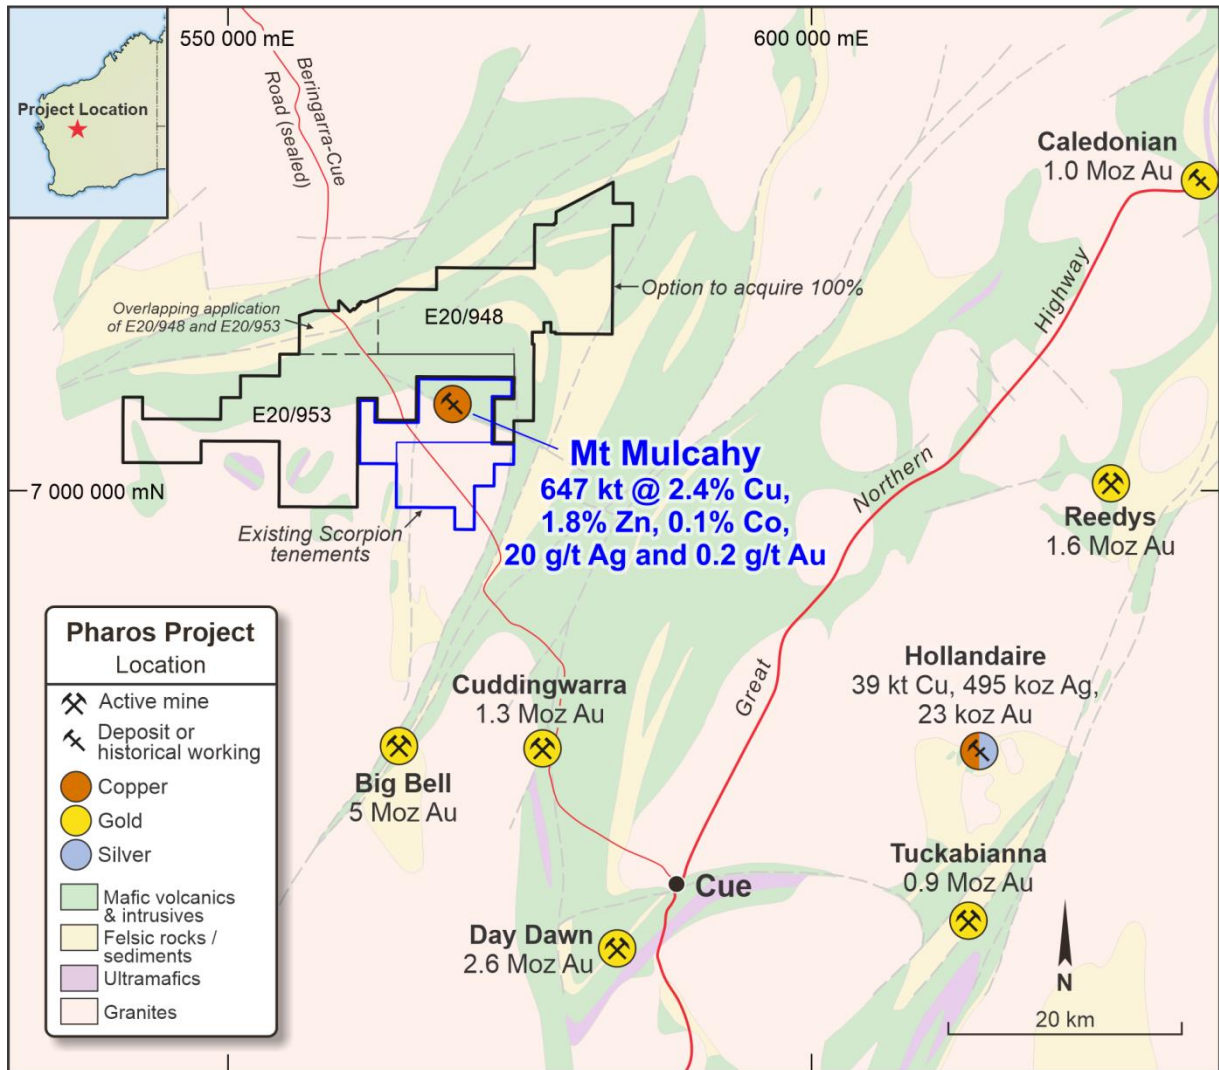 550 000 mE
600 000 mE
Project Location
Beringarra-Cue
Road (sealed)
Caledonian
1.0 Moz Au
Option to acquire 100%
Overlapping application
of E20/948 and E20/953
E20/948
E20/953
Highway
Northern
Great
Mt Mulcahy
647 kt @ 2.4% Cu,
1.8% Zn, 0.1% Co,
20 g/t Ag and 0.2 g/t Au
7 000 000 mN
Existing Scorpion
tenements
Reedys
1.6 Moz Au
Hollandaire
39 kt Cu, 495 koz Ag,
23 koz Au
Cuddingwarra
1.3 Moz Au
Big Bell
5 Moz Au
Tuckabianna
0.9 Moz Au
Cue
Day Dawn
2.6 Moz Au
N
20 km
Pharos Project
Location
Active mine
Deposit or
historical working
Copper
Gold
Silver
Mafic volcanics
& intrusives
Felsic rocks /
sediments
Ultramafics
Granites